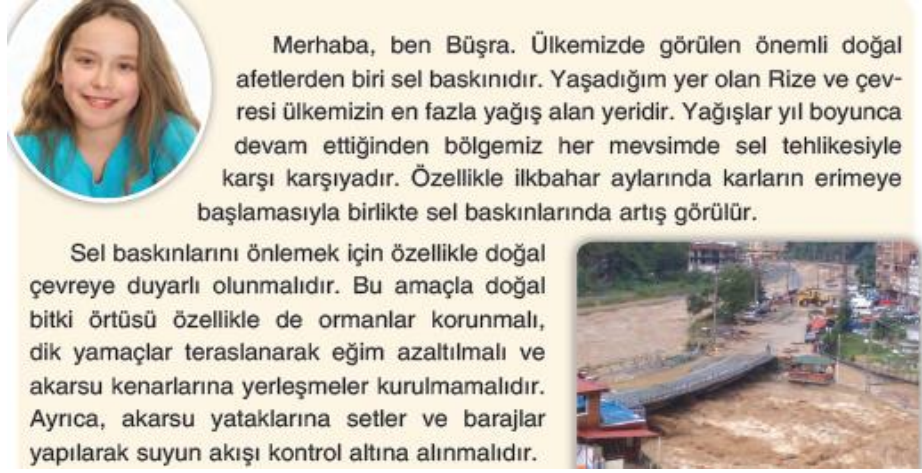 Merhaba, ben Büşra. Ülkemizde görülen önemli doğal
afetlerden biri sel baskınıdır. Yaşadığım yer olan Rize ve çev-
resi ülkemizin en fazla yağış alan yeridir. Yağışlar yıl boyunca
devam ettiğinden bölgemiz her mevsimde sel tehlikesiyle
karşı karşıyadır. Özellikle ilkbahar aylarında karların erimeye
başlamasıyla birlikte sel baskınlarında artış görülür.
Sel baskınlarını önlemek için özellikle doğal
çevreye duyarlı olunmalıdır. Bu amaçla doğal
bitki örtüsü özellikle de ormanlar korunmalı,
dik yamaçlar teraslanarak eğim azaltılmalı ve
akarsu kenarlarına yerleşmeler kurulmamalıdır.
Ayrıca, akarsu yataklarına setler ve barajlar
yapılarak suyun akışı kontrol altına alınmalıdır.